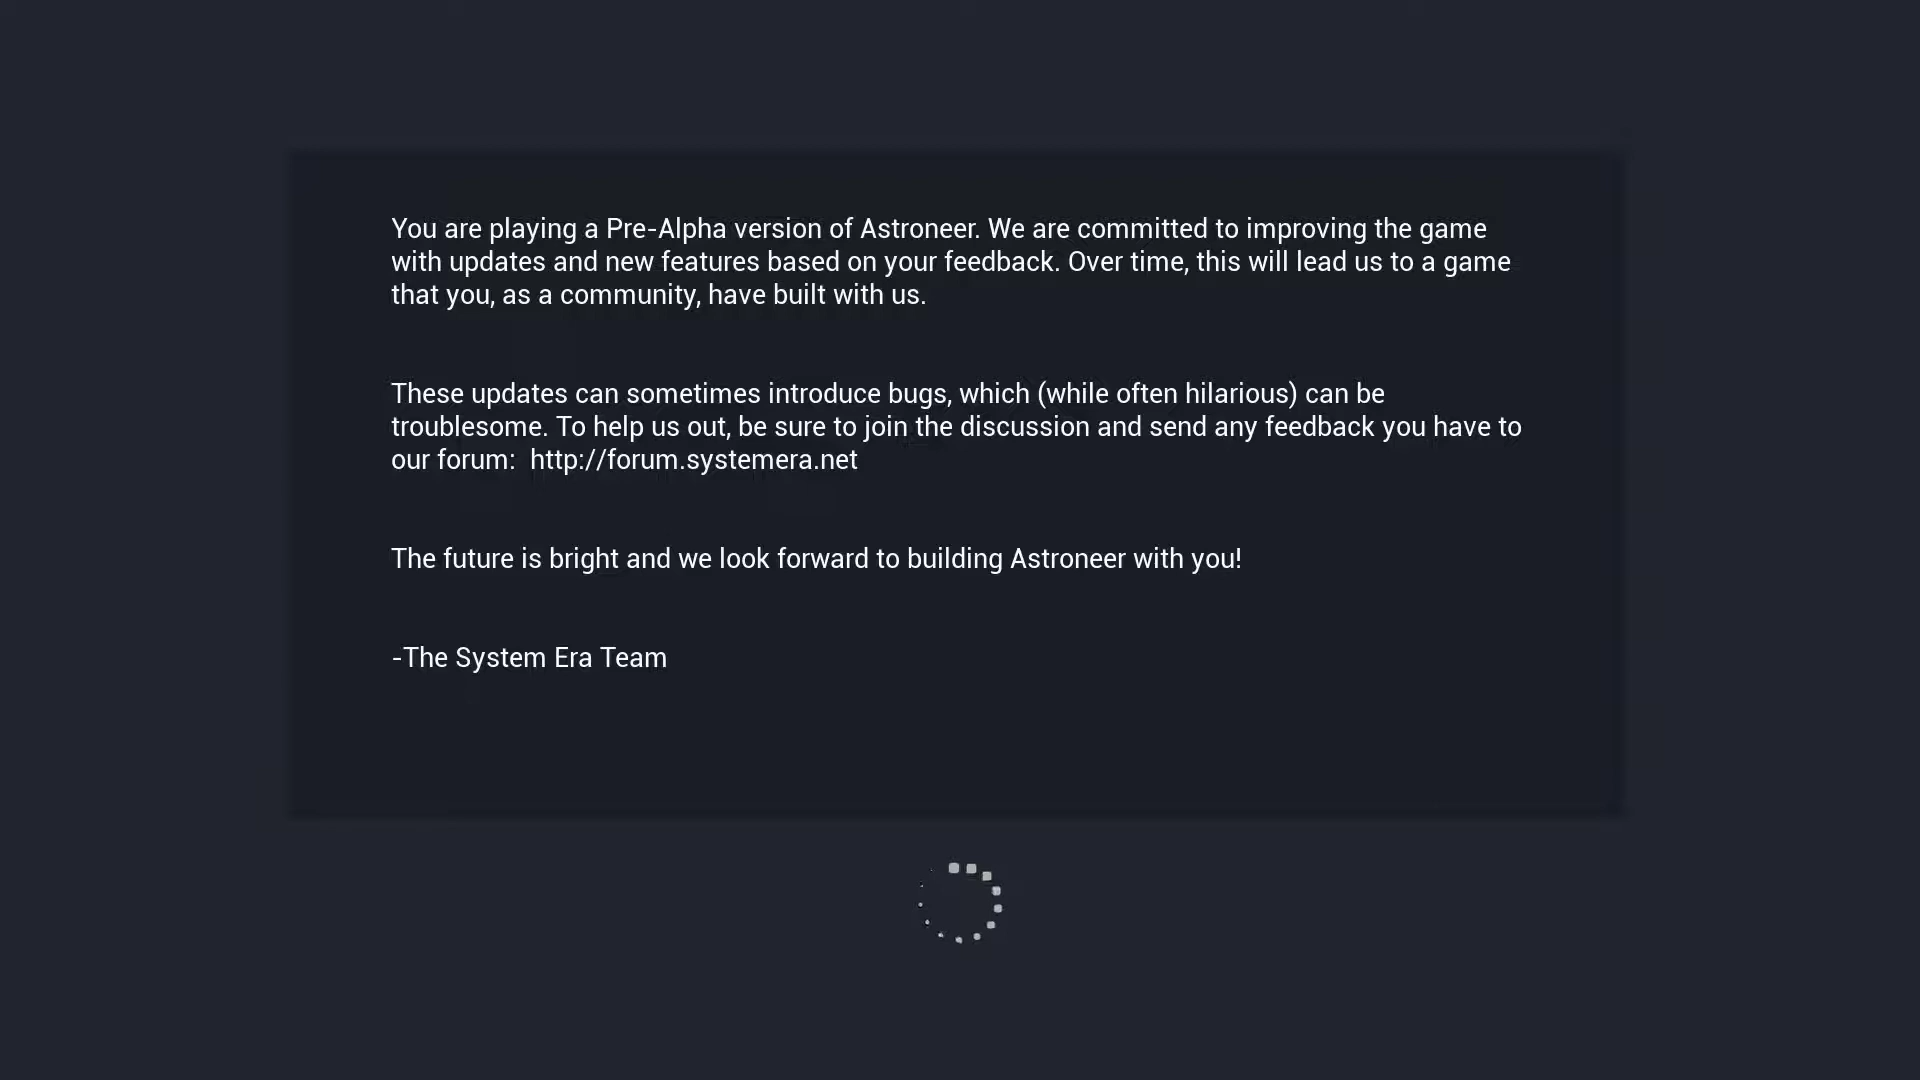 You are playing a Pre-Alpha version of Astroneer. We are committed to improving the game
with updates and new features based on your feedback. Over time, this will lead us to a game
that you, as a community, have built with us.
These updates can sometimes introduce bugs, which (while often hilarious) can be
troublesome. To help us out, be sure to join the discussion and send any feedback you have to
our forum:  http://forum.systemera.net
The future is bright and we look forward to building Astroneer with you!
-The System Era Team